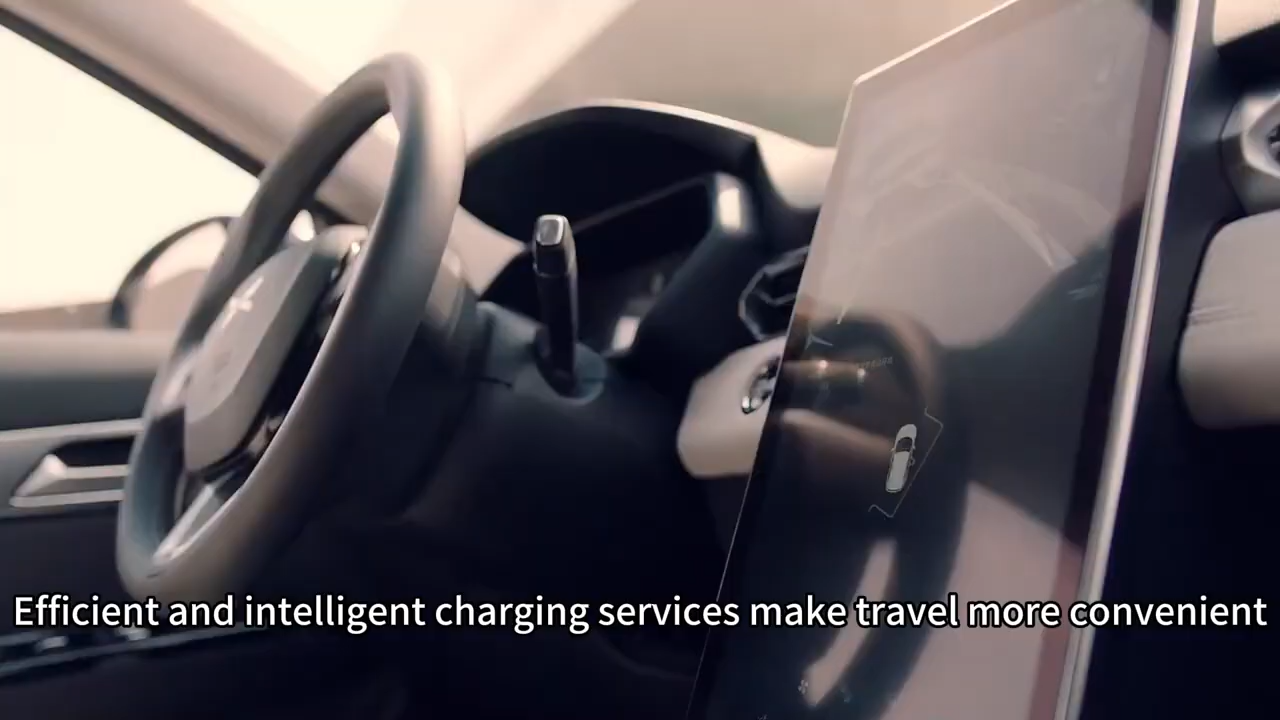 Efficient and intelligent charging services make travel more convenient